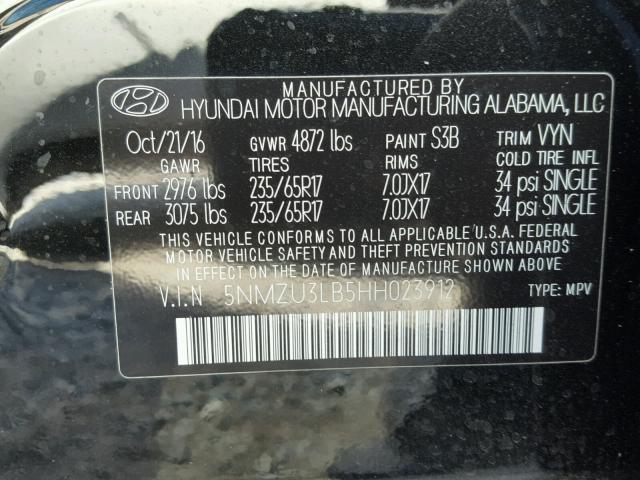 MANUFACTURED BY
HYUNDAI MOTOR MANUFACTURING ALABAMA, LLC
Oct/21/16 GVWR 4872 lbs PAINT S3B TRIM VYN
GAWR TIRES RIMS COLD TIRE INFL
FRONT 2976 lbs 235/65R17 7.0JX17 34 psi SINGLE
REAR 3075 lbs 235/65R17 7.0JX17 34 psi SINGLE
THIS VEHICLE CONFORMS TO ALL APPLICABLE U.S.A. FEDERAL
MOTOR VEHICLE SAFETY AND THEFT PREVENTION STANDARDS
IN EFFECT ON THE DATE OF MANUFACTURE SHOWN ABOVE
V.I.N 5NMZU3LB5HH023912 TYPE: MPV